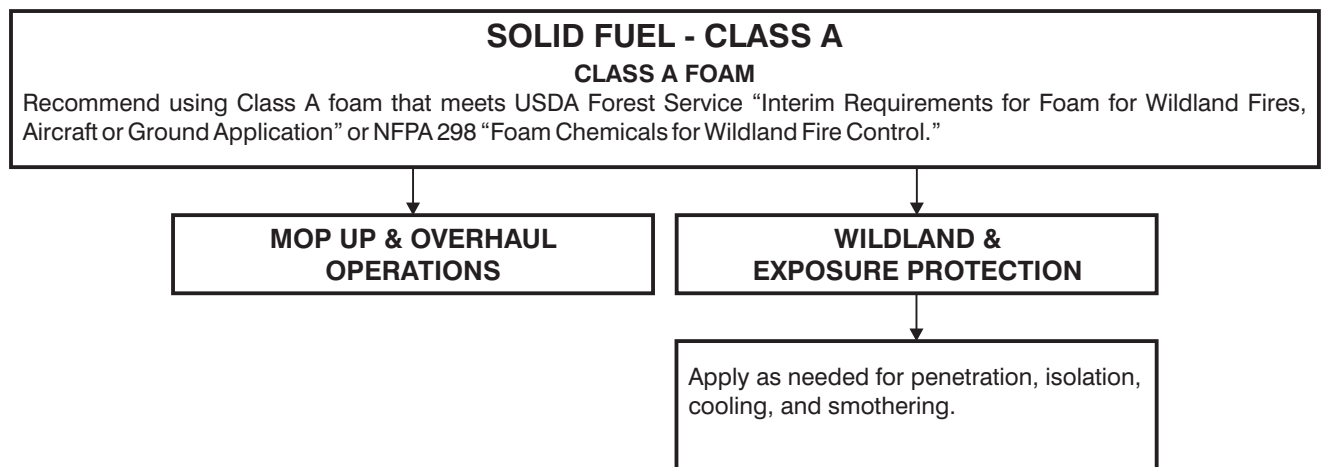 SOLID FUEL - CLASS A
CLASS A FOAM
Recommend using Class A foam that meets USDA Forest Service “Interim Requirements for Foam for Wildland Fires,
Aircraft or Ground Application” or NFPA 298 “Foam Chemicals for Wildland Fire Control.”
MOP UP & OVERHAUL
OPERATIONS
WILDLAND &
EXPOSURE PROTECTION
Apply as needed for penetration, isolation,
cooling, and smothering.